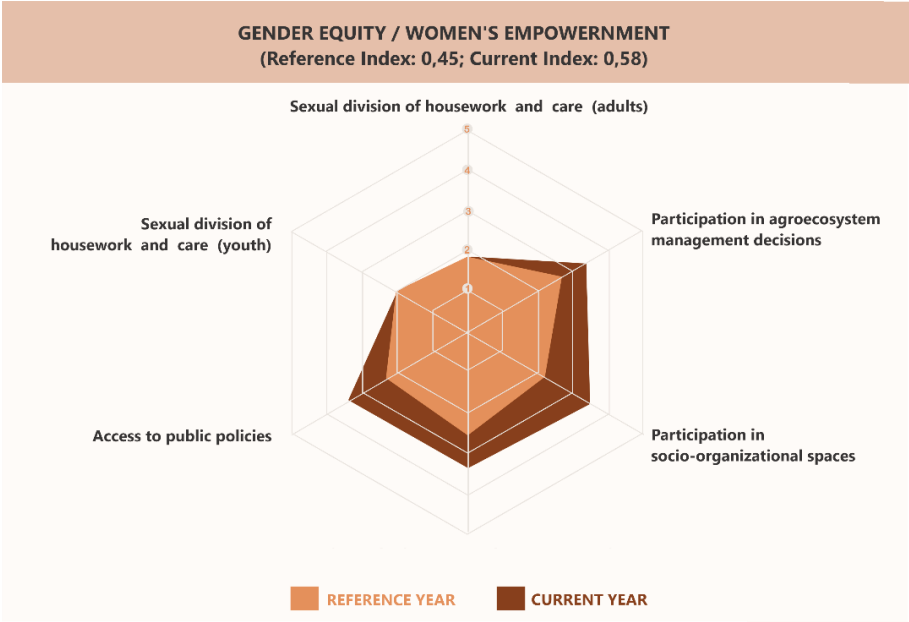 GENDER EQUITY / WOMEN'S EMPOWERNMENT
(Reference Index: 0,45; Current Index: 0,58)
Sexual division of housework and care (adults)
5
4
3
2
1
Sexual division of
housework and care (youth)
Participation in agroecosystem
management decisions
Access to public policies
Participation in
socio-organizational spaces
REFERENCE YEAR
CURRENT YEAR